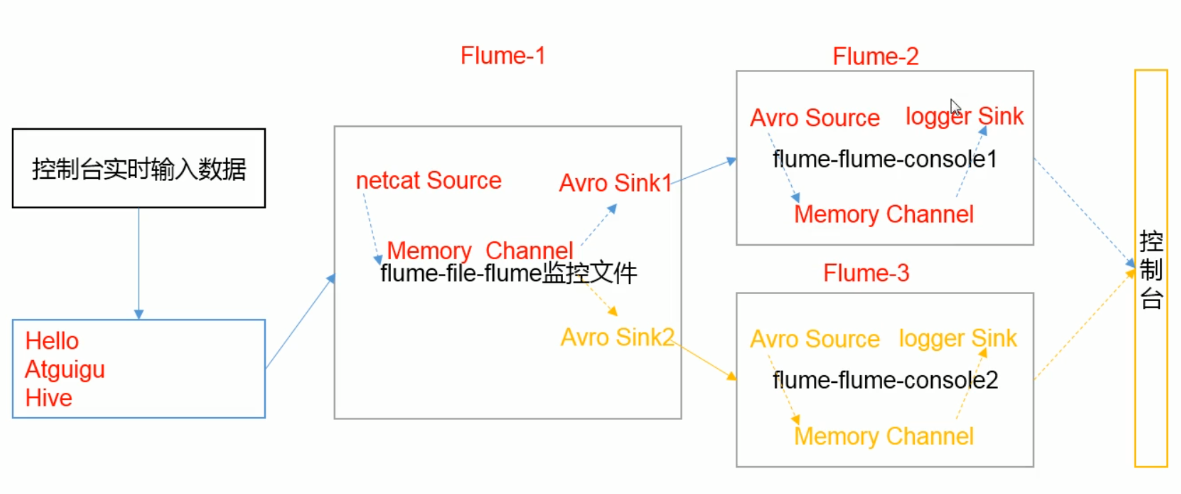 控制台实时输入数据
Hello
Atguigu
Hive
Flume-1
netcat Source
Avro Sink1
Memory Channel
flume-file-flume监控文件
Avro Sink2
Flume-2
Avro Source
logger Sink
flume-flume-console1
Memory Channel
Flume-3
Avro Source
logger Sink
flume-flume-console2
Memory Channel
控制台